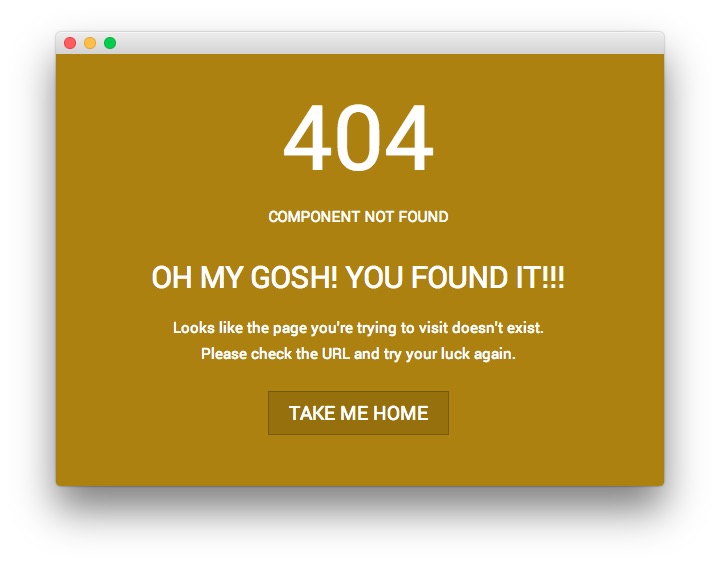 404
COMPONENT NOT FOUND
OH MY GOSH! YOU FOUND IT!!!
Looks like the page you're trying to visit doesn't exist.
Please check the URL and try your luck again.
TAKE ME HOME